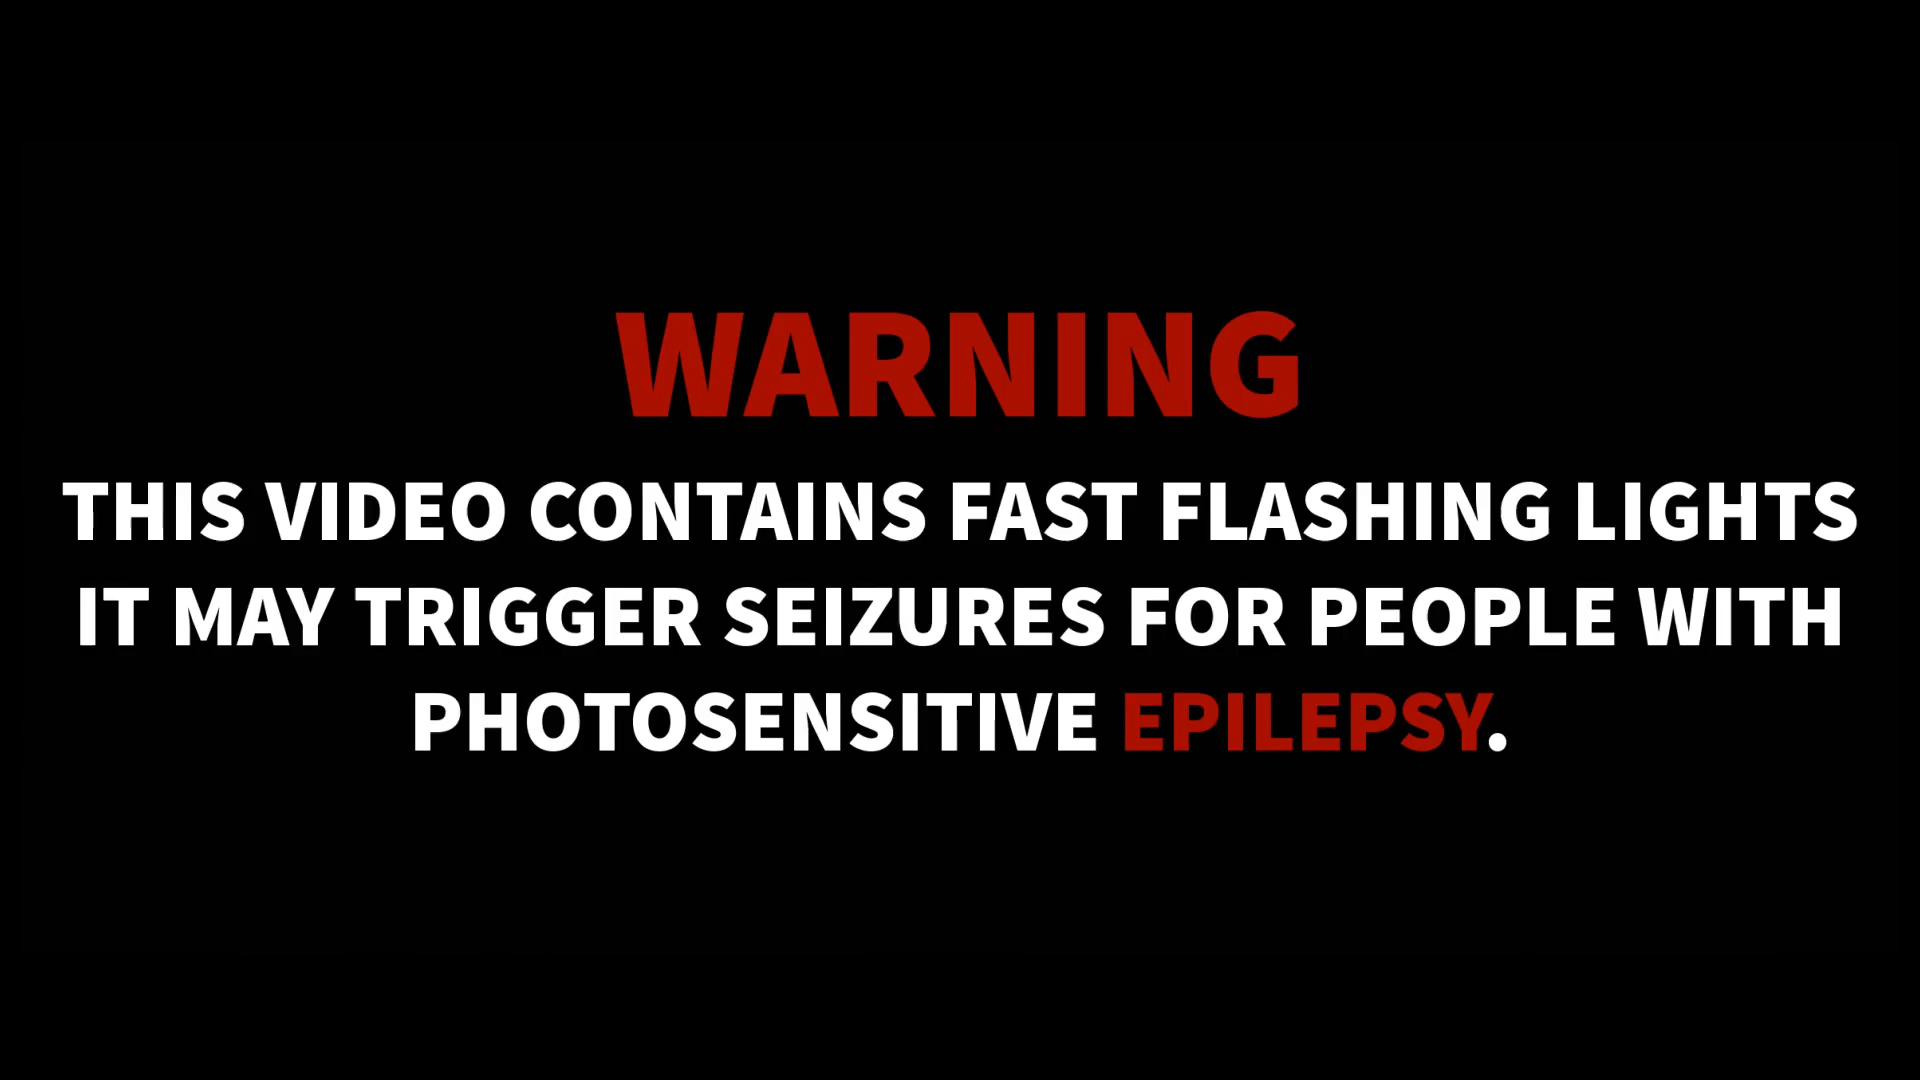 WARNING
THIS VIDEO CONTAINS FAST FLASHING LIGHTS
IT MAY TRIGGER SEIZURES FOR PEOPLE WITH
PHOTOSENSITIVE EPILEPSY.